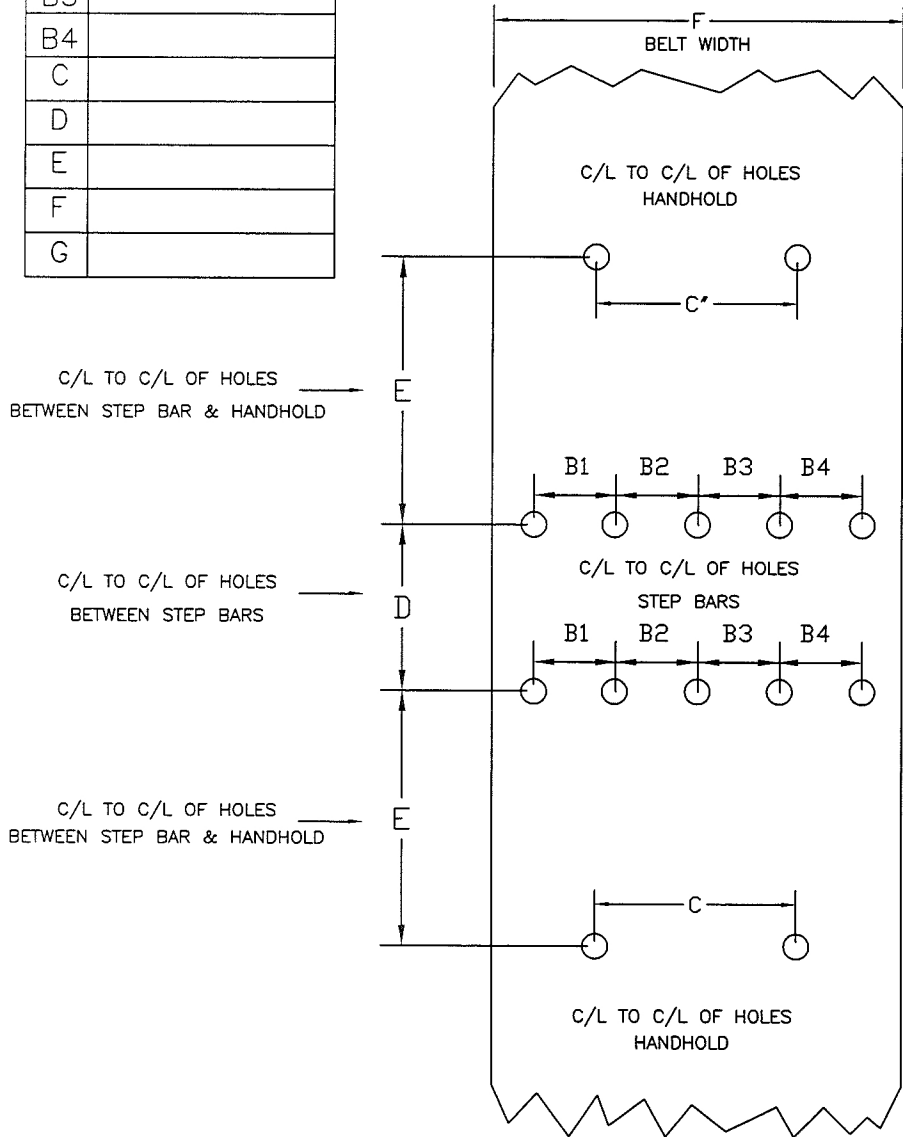 B3
B4
C
D
E
F
G
F
BELT WIDTH
C/L TO C/L OF HOLES
HANDHOLD
C"
E
C/L TO C/L OF HOLES
BETWEEN STEP BAR & HANDHOLD
B1 B2 B3 B4
C/L TO C/L OF HOLES
STEP BARS
C/L TO C/L OF HOLES
BETWEEN STEP BARS
D
B1 B2 B3 B4
C/L TO C/L OF HOLES
BETWEEN STEP BAR & HANDHOLD
E
C
C/L TO C/L OF HOLES
HANDHOLD